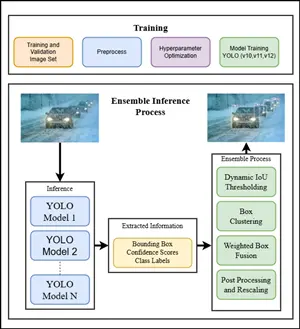 Training
Training and
Validation
Image Set
Preprocess
Hyperparameter
Optimization
Model Training
YOLO (v10,v11,v12)
Ensemble Inference
Process
Inference
YOLO
Model 1
YOLO
Model 2
YOLO
Model N
Extracted Information
Bounding Box
Confidence Scores
Class Labels
Ensemble Process
Dynamic IoU
Thresholding
Box
Clustering
Weighted Box
Fusion
Post Processing
and Rescaling